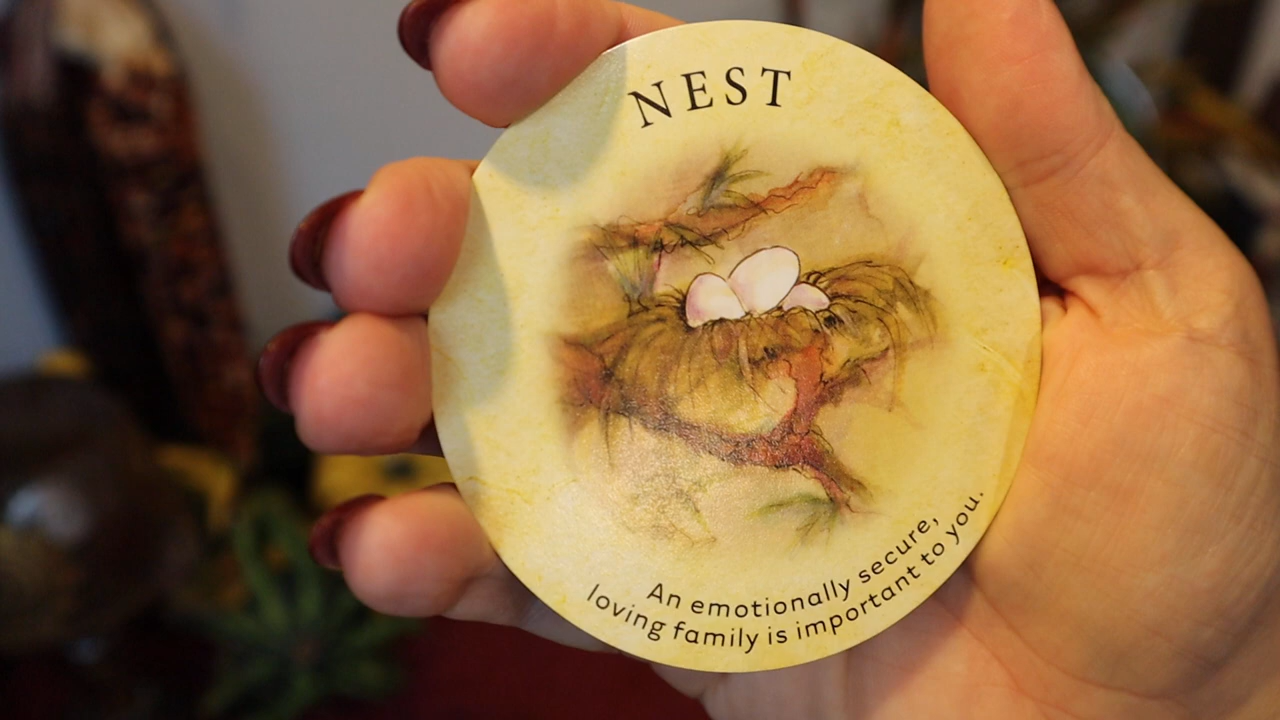 NEST
An emotionally secure,
loving family is important to you.